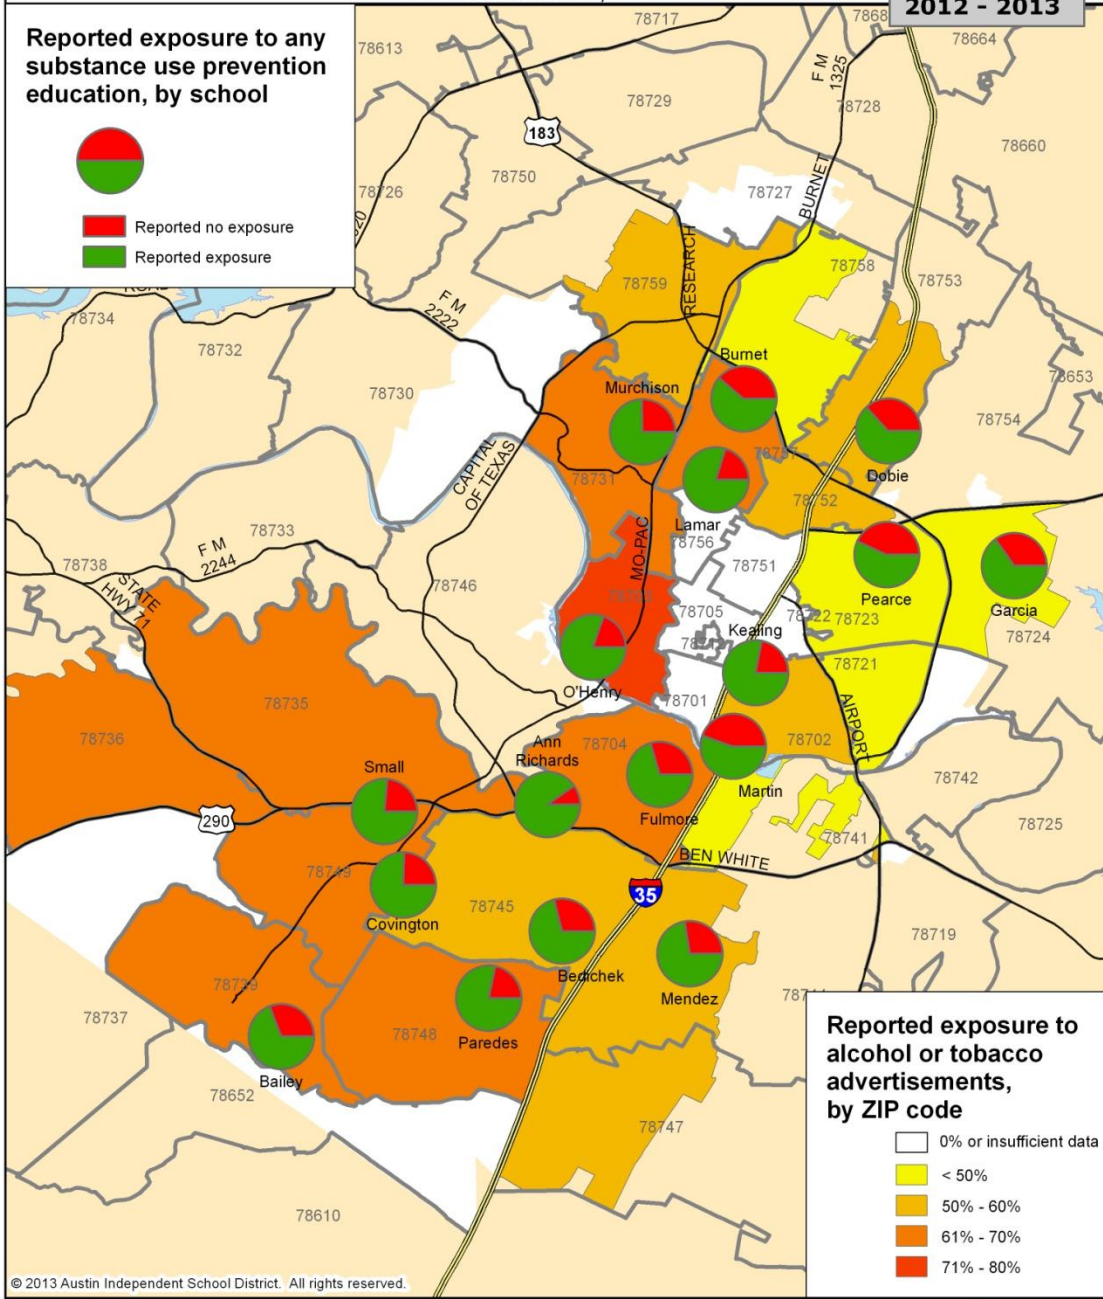 2012 - 2013
Reported exposure to any
substance use prevention
education, by school
Reported no exposure
Reported exposure
78613
78717
78664
78729
F M
1325
78728
183
78660
78750
78726
78727
BURNET
78758
78753
78759
RESEARCH
F M
2222
78734
78732
78730
Burnet
78653
Murchison
78754
CAPITAL
OF TEXAS
78731
Dobie
78752
Lamar
MO-PAC
78756
78733
F M
2244
78738
STATE
HWY 71
78746
78751
Pearce
Garcia
78705
78723
78724
Kealing
78721
O'Henry
78701
AIRPORT
78735
78736
Ann
Richards
78704
78702
Small
Martin
78742
290
Fulmore
78741
78725
BEN WHITE
78749
35
78745
Covington
Bedichek
78719
Mendez
78739
78737
78748
Paredes
Bailey
78652
78747
78610
Reported exposure to
alcohol or tobacco
advertisements,
by ZIP code
0% or insufficient data
< 50%
50% - 60%
61% - 70%
71% - 80%
© 2013 Austin Independent School District. All rights reserved.